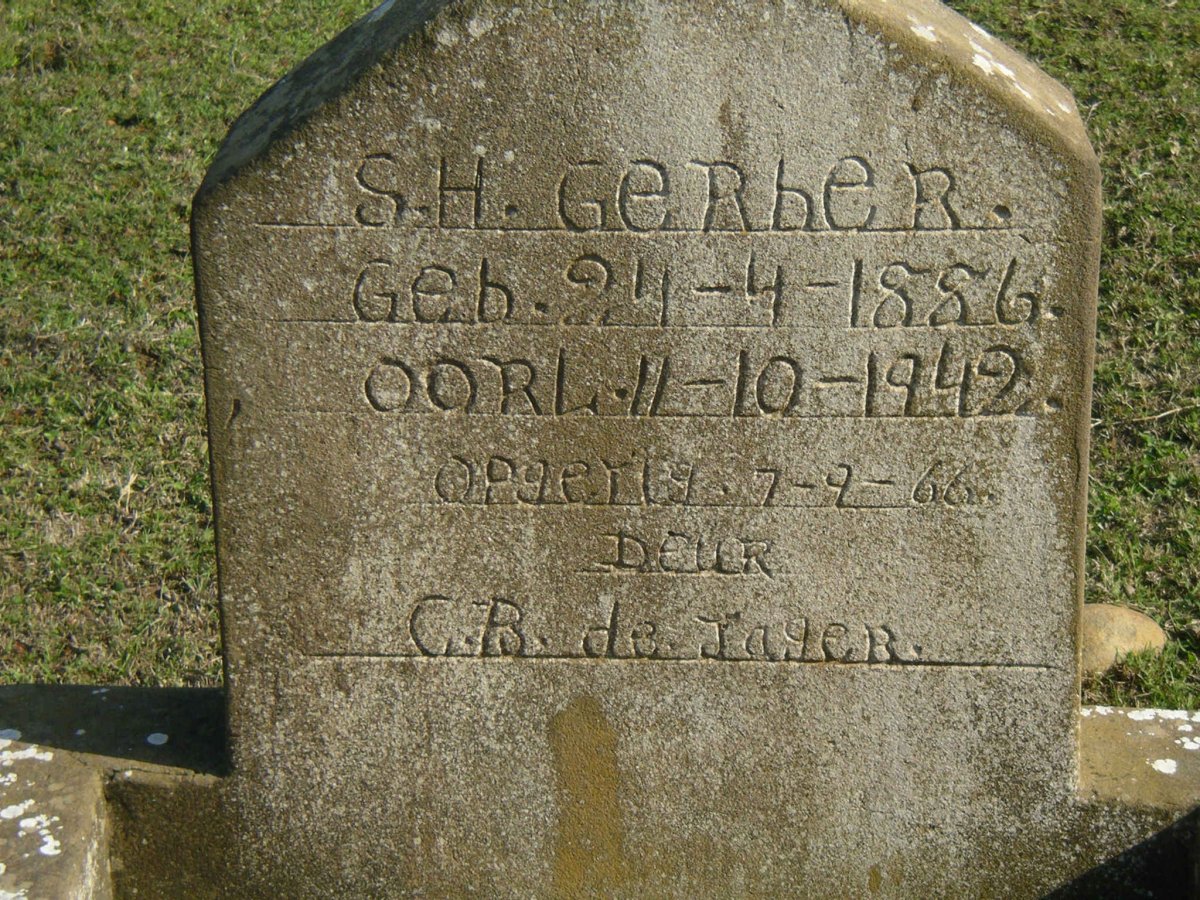 S.H. GERBER.
Geb. 24-4-1886.
OORL. 11-10-1942.
OPgerig. 7-9-66.
DEUR
C.B. de Jager.